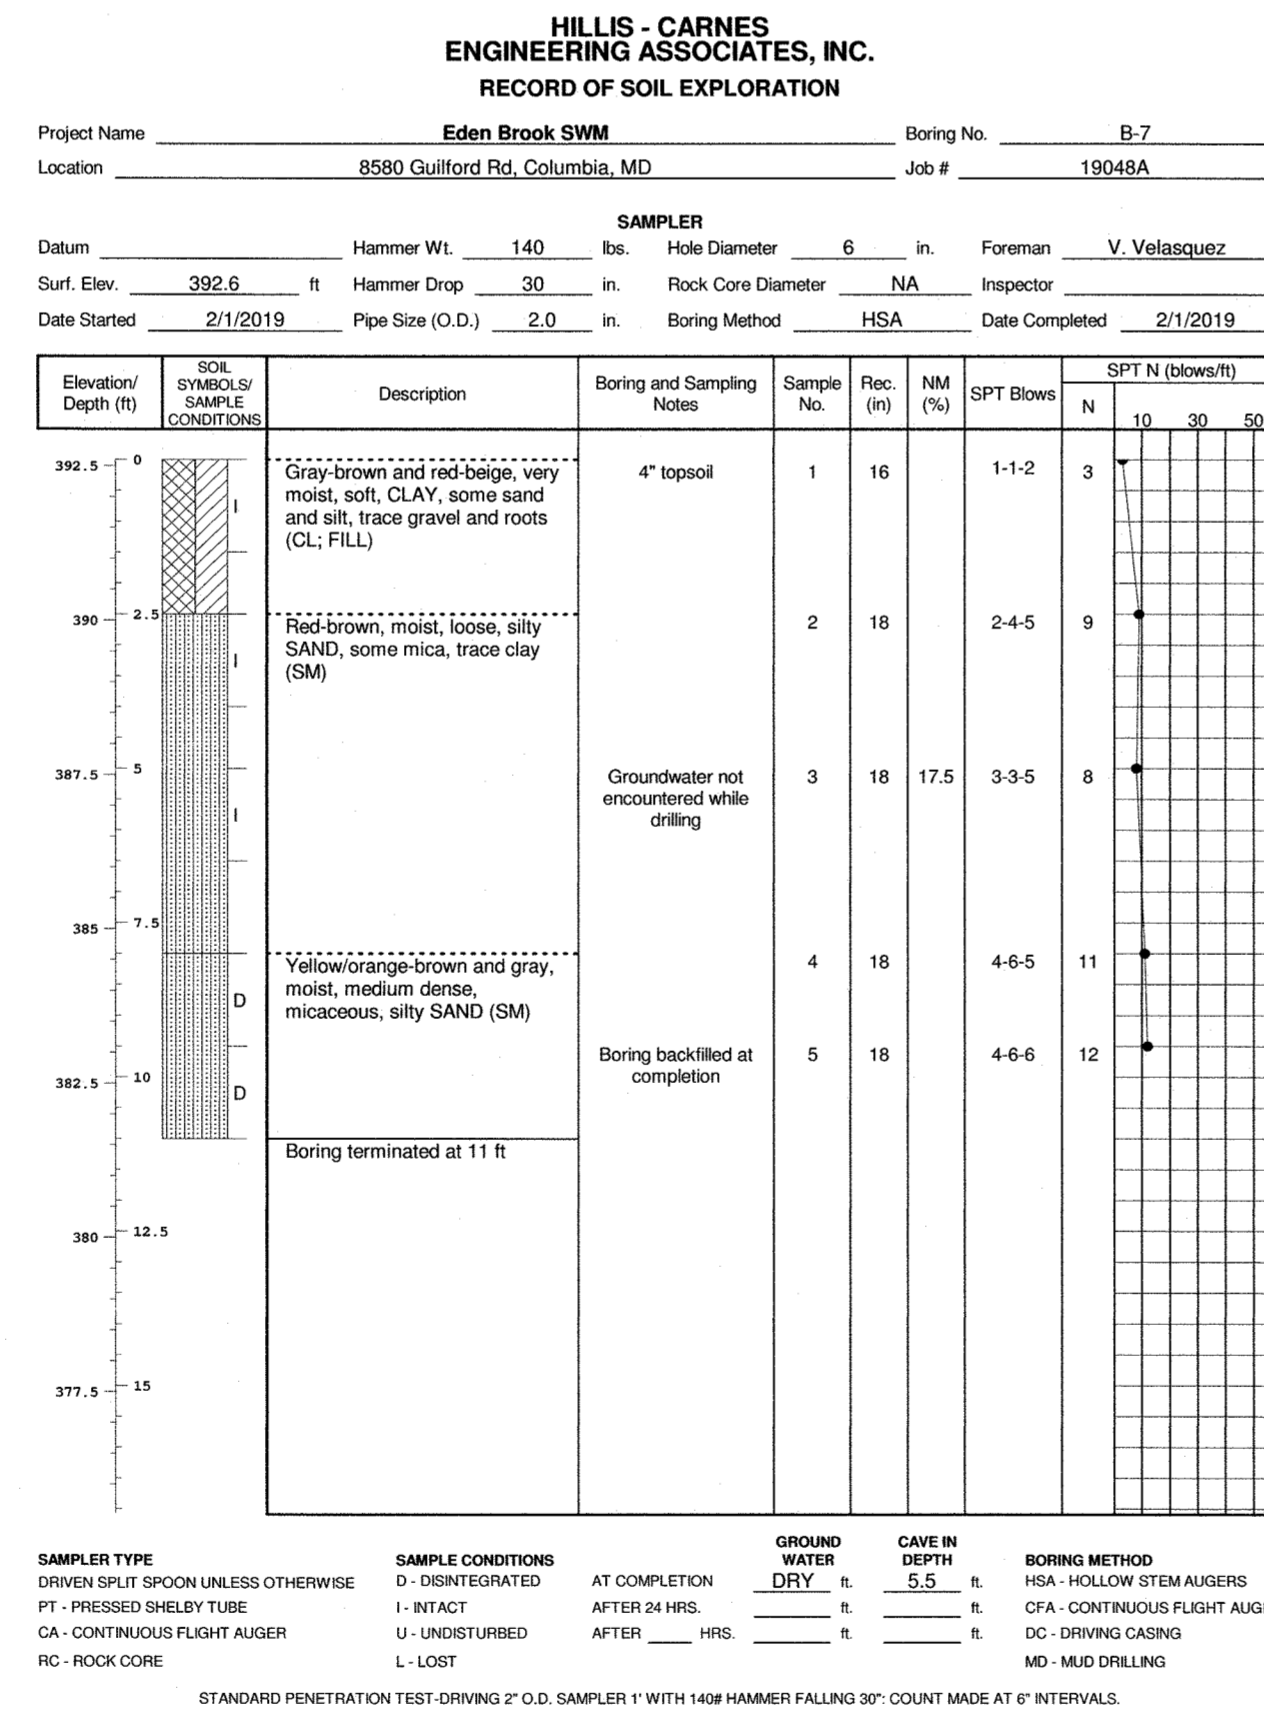 HILLIS - CARNES
ENGINEERING ASSOCIATES, INC.
RECORD OF SOIL EXPLORATION
Project Name Eden Brook SWM Boring No. B-7
Location 8580 Guilford Rd, Columbia, MD Job # 19048A
SAMPLER
Datum Hammer Wt. 140 lbs. Hole Diameter 6 in. Foreman V. Velasquez
Surf. Elev. 392.6 ft Hammer Drop 30 in. Rock Core Diameter NA Inspector
Date Started 2/1/2019 Pipe Size (O.D.) 2.0 in. Boring Method HSA Date Completed 2/1/2019
Elevation/
Depth (ft)
SOIL
SYMBOLS/
SAMPLE
CONDITIONS
Description
Boring and Sampling
Notes
Sample
No.
Rec.
(in)
NM
(%)
SPT Blows
SPT N (blows/ft)
N
10 30 50
392.5 0
I
Gray-brown and red-beige, very
moist, soft, CLAY, some sand
and silt, trace gravel and roots
(CL; FILL)
4" topsoil 1 16 1-1-2 3
390 2.5
I
Red-brown, moist, loose, silty
SAND, some mica, trace clay
(SM)
2 18 2-4-5 9
387.5 5
I
Groundwater not
encountered while
drilling
3 18 17.5 3-3-5 8
385 7.5
D
Yellow/orange-brown and gray,
moist, medium dense,
micaceous, silty SAND (SM)
4 18 4-6-5 11
382.5 10
D
Boring backfilled at
completion
5 18 4-6-6 12
Boring terminated at 11 ft
380 12.5
377.5 15
SAMPLER TYPE
DRIVEN SPLIT SPOON UNLESS OTHERWISE
PT - PRESSED SHELBY TUBE
CA - CONTINUOUS FLIGHT AUGER
RC - ROCK CORE
SAMPLE CONDITIONS
D - DISINTEGRATED
I - INTACT
U - UNDISTURBED
L - LOST
GROUND
WATER
CAVE IN
DEPTH
AT COMPLETION DRY ft. 5.5 ft.
AFTER 24 HRS. ft. ft.
AFTER HRS. ft. ft.
BORING METHOD
HSA - HOLLOW STEM AUGERS
CFA - CONTINUOUS FLIGHT AUG
DC - DRIVING CASING
MD - MUD DRILLING
STANDARD PENETRATION TEST-DRIVING 2" O.D. SAMPLER 1' WITH 140# HAMMER FALLING 30": COUNT MADE AT 6" INTERVALS.